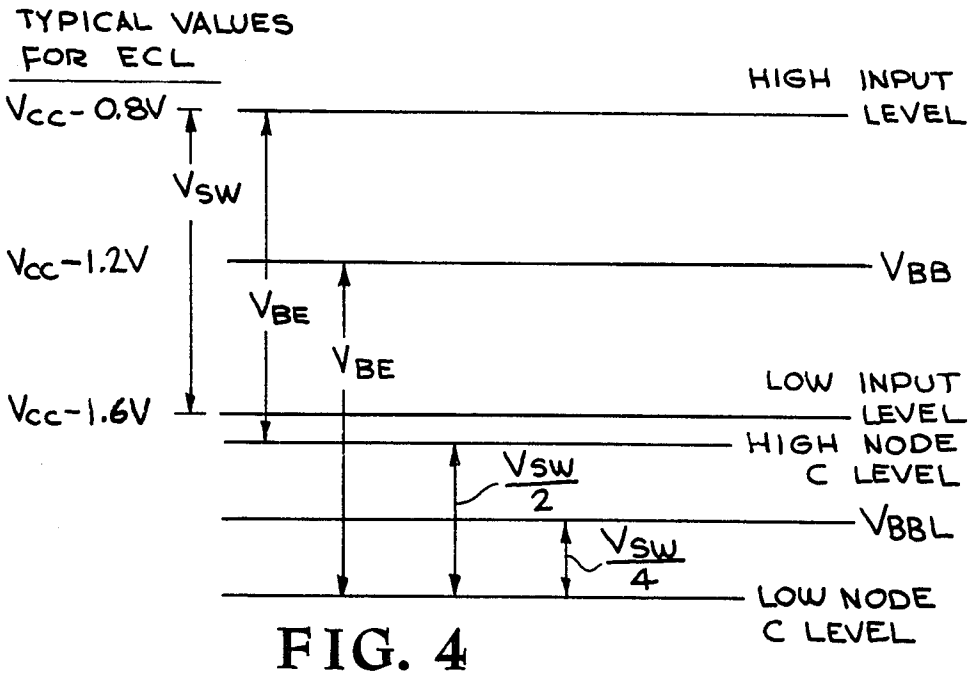 TYPICAL VALUES
FOR ECL
HIGH INPUT
LEVEL
VCC-0.8V
VSW
VCC-1.2V
VBB
VBE
VBE
LOW INPUT
LEVEL
VCC-1.6V
HIGH NODE
C LEVEL
VSW
2
VBBL
VSW
4
LOW NODE
C LEVEL
FIG. 4